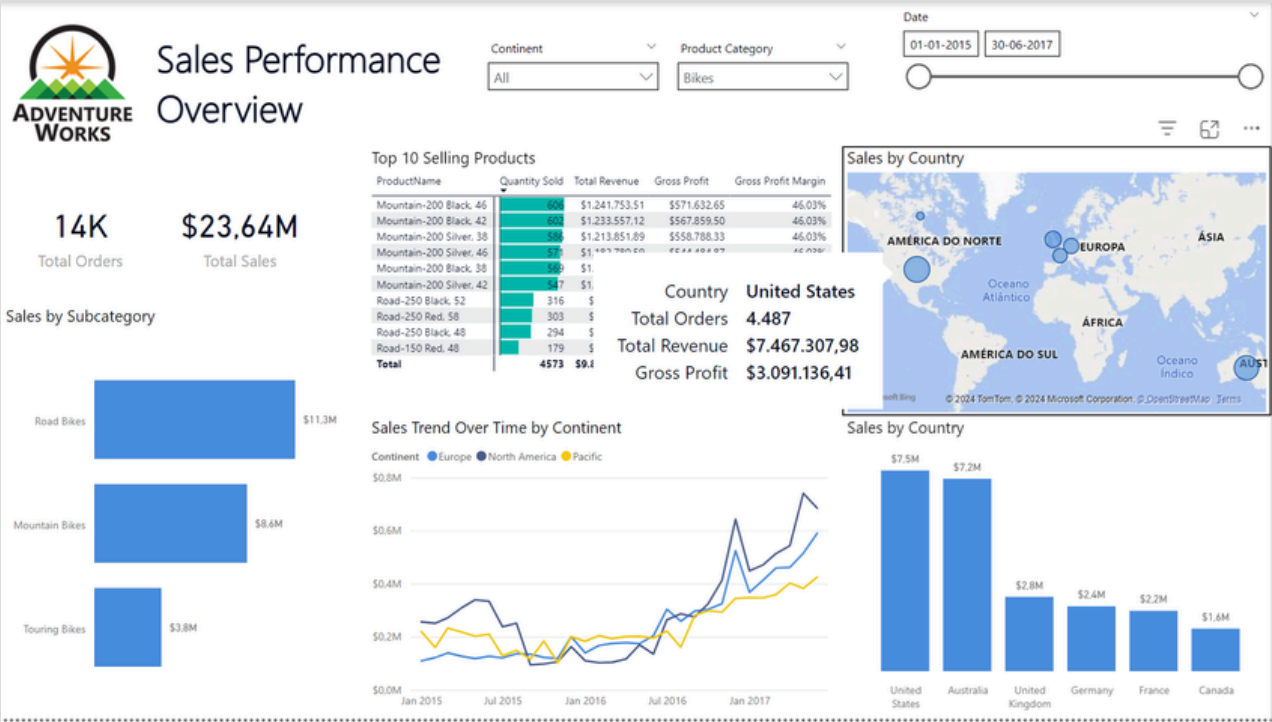 ADVENTURE
WORKS
Sales Performance
Overview
Continent
All
Product Category
Bikes
Date
01-01-2015
30-06-2017
14K
Total Orders
$23,64M
Total Sales
Sales by Subcategory
Road Bikes
$11,3M
Mountain Bikes
$8,6M
Touring Bikes
$3,8M
Top 10 Selling Products
ProductName Quantity Sold Total Revenue Gross Profit Gross Profit Margin
Mountain-200 Black, 46 606 $1.241.753,51 $571.632,65 46,03%
Mountain-200 Black, 42 602 $1.233.557,12 $567.859,50 46,03%
Mountain-200 Silver, 38 586 $1.213.851,89 $558.788,33 46,03%
Mountain-200 Silver, 46 571
Mountain-200 Black, 38 569 $1.
Mountain-200 Silver, 42 547 $1.
Road-250 Black, 52 316 $
Road-250 Red, 58 303 $
Road-250 Black, 48 294 $
Road-150 Red, 48 179 $
Total 4573 $9.8
Country United States
Total Orders 4.487
Total Revenue $7.467.307,98
Gross Profit $3.091.136,41
Sales by Country
AMÉRICA DO NORTE
EUROPA
ÁSIA
Oceano
Atlântico
ÁFRICA
AMÉRICA DO SUL
Oceano
Índico
AUST
soft Bing
© 2024 TomTom, © 2024 Microsoft Corporation, © OpenStreetMap Terms
Sales Trend Over Time by Continent
Continent Europe North America Pacific
$0,8M
$0,6M
$0,4M
$0,2M
$0,0M
Jan 2015 Jul 2015 Jan 2016 Jul 2016 Jan 2017
Sales by Country
$7,5M
$7,2M
$2,8M
$2,4M
$2,2M
$1,6M
United
States
Australia
United
Kingdom
Germany
France
Canada